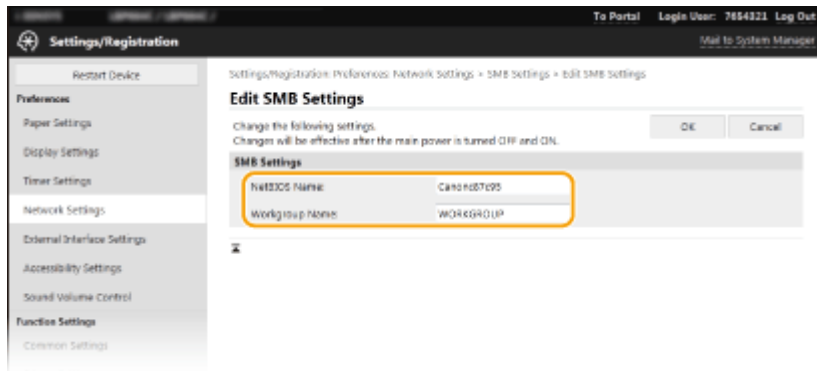 To Portal Login User: 7654321 Log Out
Settings/Registration Mail to System Manager
Restart Device
Preferences
Paper Settings
Display Settings
Timer Settings
Network Settings
External Interface Settings
Accessibility Settings
Sound Volume Control
Function Settings
Common Settings
Settings/Registration: Preferences: Network Settings > SMB Settings > Edit SMB Settings
Edit SMB Settings
Change the following settings.
Changes will be effective after the main power is turned OFF and ON.
OK Cancel
SMB Settings
NetBIOS Name:
Workgroup Name: WORKGROUP